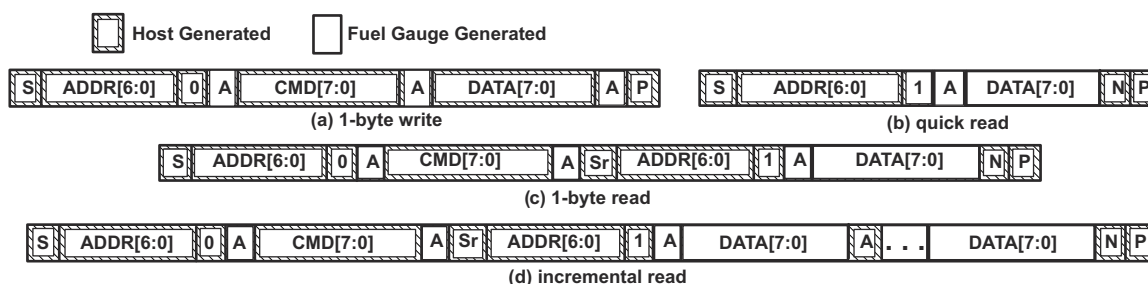 Host Generated Fuel Gauge Generated
S ADDR[6:0] 0 A CMD[7:0] A DATA[7:0] A P
S ADDR[6:0] 1 A DATA[7:0] N P
(a) 1-byte write
(b) quick read
S ADDR[6:0] 0 A CMD[7:0] A Sr ADDR[6:0] 1 A DATA[7:0] N P
(c) 1-byte read
S ADDR[6:0] 0 A CMD[7:0] A Sr ADDR[6:0] 1 A DATA[7:0] A . . . DATA[7:0] N P
(d) incremental read